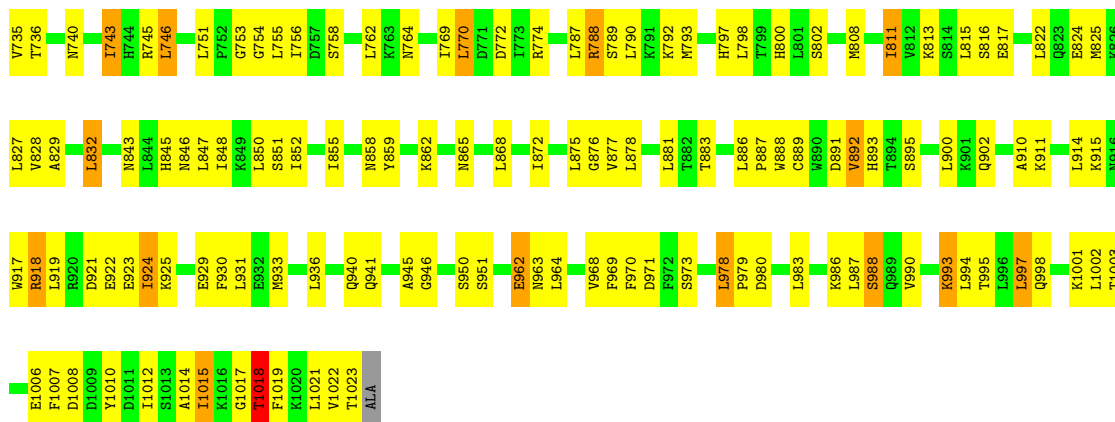 V735 T736 N740 I743 H744 R745 L746 L751 P752 G753 G754 L755 I756 D757 S758 L762 K763 N764 I769 L770 D771 D772 I773 R774 L787 R788 S789 L790 K791 K792 M793 H797 L798 T799 H800 L801 S802 M808 I811 V812 K813 S814 L815 S816 E817 L822 Q823 E824 M825 K826
L827 V828 A829 L832 N843 L844 H845 N846 L847 I848 K849 L850 S851 I852 I855 N858 Y859 K862 N865 L868 I872 L875 G876 V877 L878 L881 T882 T883 L886 P887 W888 C889 W890 D891 V892 H893 T894 S895 L900 K901 Q902 A910 K911 L914 K915 N916
W917 R918 L919 R920 D921 E922 E923 I924 K925 E929 F930 L931 E932 M933 L936 Q940 Q941 A945 G946 S950 S951 E962 N963 L964 V968 F969 F970 D971 F972 S973 L978 P979 D980 L983 K986 L987 S988 Q989 V990 K993 L994 T995 L996 L997 Q998 K1001 L1002 T1003
E1006 F1007 D1008 D1009 Y1010 D1011 I1012 S1013 A1014 I1015 K1016 G1017 T1018 F1019 K1020 L1021 V1022 T1023 ALA